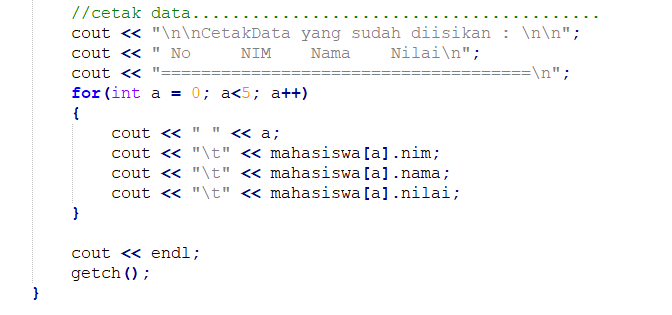 //cetak data.........................................
cout << "\n\nCetakData yang sudah diisikan : \n\n";
cout << " No     NIM    Nama    Nilai\n";
cout << "=====================================\n";
for(int a = 0; a<5; a++)
{
    cout << " " << a;
    cout << "\t" << mahasiswa[a].nim;
    cout << "\t" << mahasiswa[a].nama;
    cout << "\t" << mahasiswa[a].nilai;
}
cout << endl;
getch();
}